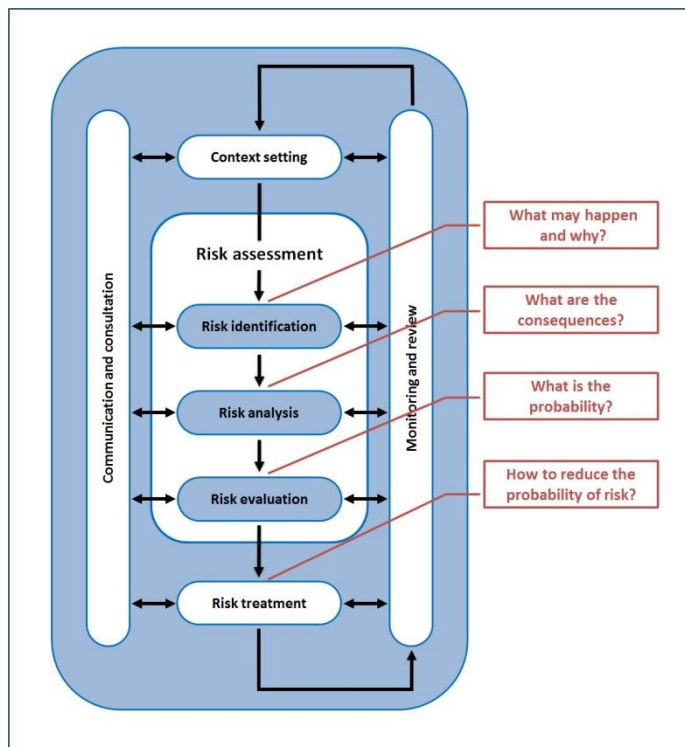 Context setting
What may happen
and why?
Risk assessment
What are the
consequences?
Risk identification
Communication and consultation
Monitoring and review
What is the
probability?
Risk analysis
How to reduce the
probability of risk?
Risk evaluation
Risk treatment